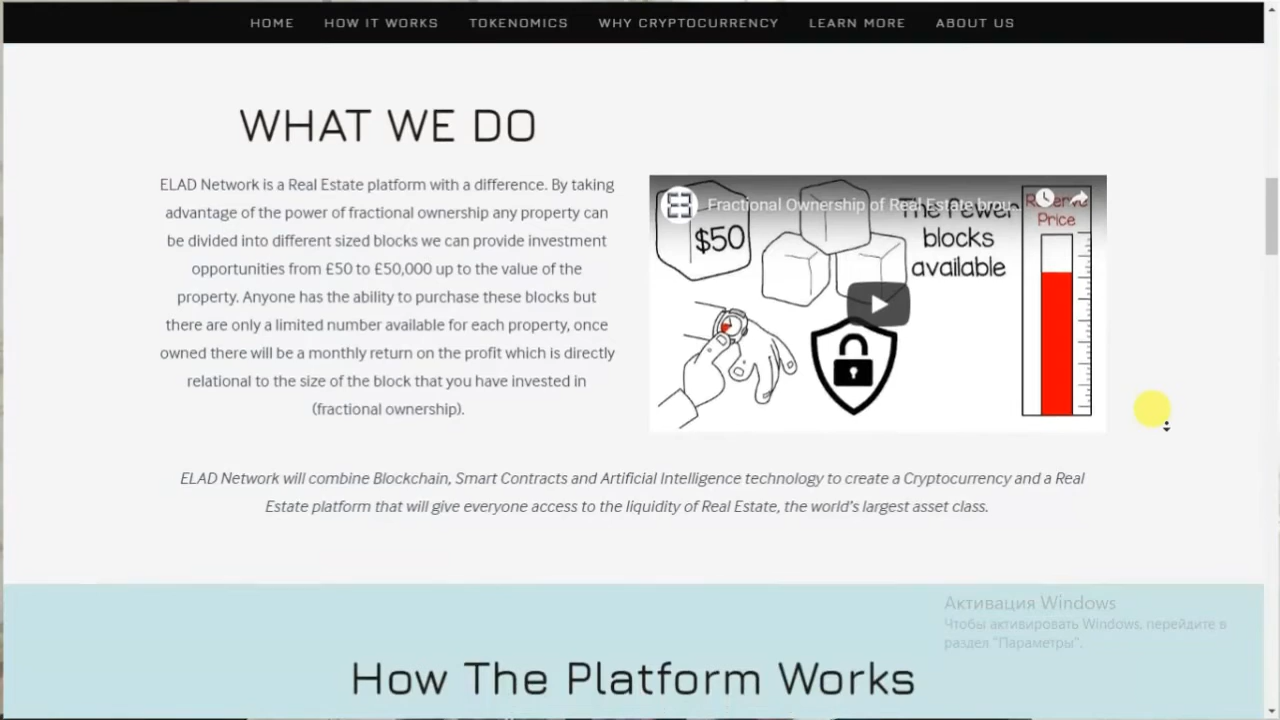 HOME HOW IT WORKS TOKENOMICS WHY CRYPTOCURRENCY LEARN MORE ABOUT US
WHAT WE DO
ELAD Network is a Real Estate platform with a difference. By taking
advantage of the power of fractional ownership any property can
be divided into different sized blocks we can provide investment
opportunities from £50 to £50,000 up to the value of the
property. Anyone has the ability to purchase these blocks but
there are only a limited number available for each property, once
owned there will be a monthly return on the profit which is directly
relational to the size of the block that you have invested in
(fractional ownership).
Fractional Ownership of Real Estate brou...
$50
The Fewer
blocks
available
Reserve
Price
ELAD Network will combine Blockchain, Smart Contracts and Artificial Intelligence technology to create a Cryptocurrency and a Real
Estate platform that will give everyone access to the liquidity of Real Estate, the world's largest asset class.
Активация Windows
Чтобы активировать Windows, перейдите в
раздел "Параметры".
How The Platform Works